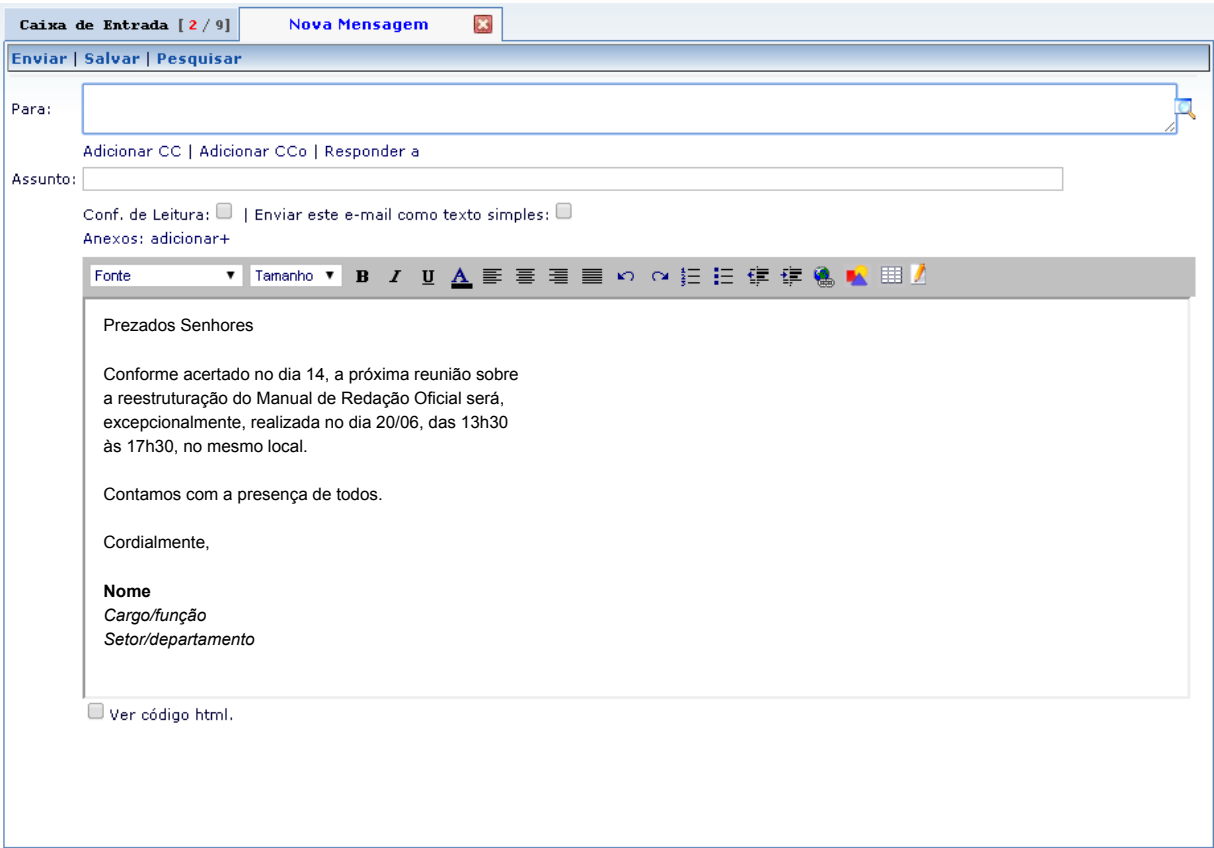 Caixa de Entrada [ 2 / 9] Nova Mensagem
Enviar | Salvar | Pesquisar
Para:
Adicionar CC | Adicionar CCo | Responder a
Assunto:
Conf. de Leitura: | Enviar este e-mail como texto simples:
Anexos: adicionar+
Fonte Tamanho B I U A
Prezados Senhores
Conforme acertado no dia 14, a próxima reunião sobre
a reestruturação do Manual de Redação Oficial será,
excepcionalmente, realizada no dia 20/06, das 13h30
às 17h30, no mesmo local.
Contamos com a presença de todos.
Cordialmente,
Nome
Cargo/função
Setor/departamento
Ver código html.